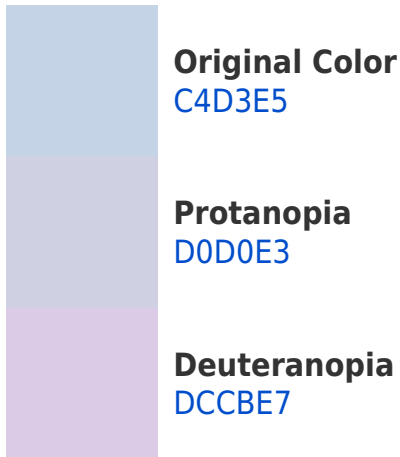 Original Color
C4D3E5
Protanopia
D0D0E3
Deuteranopia
DCCBE7